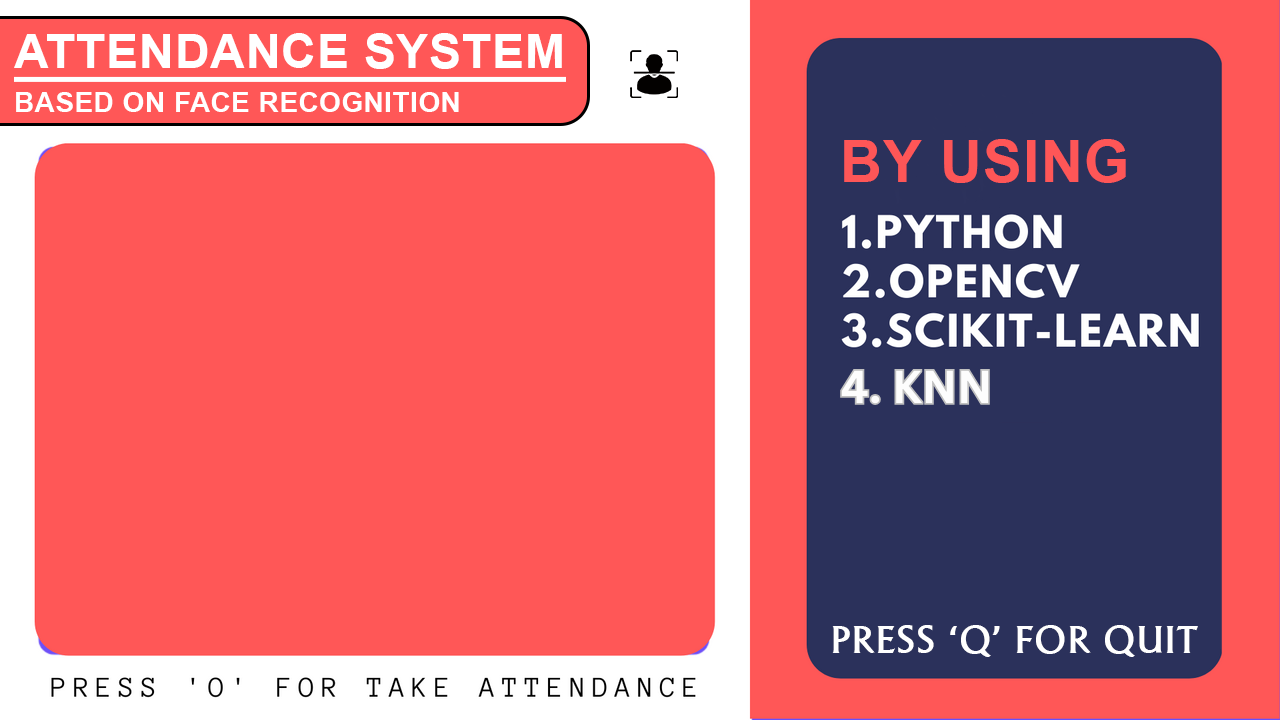 ATTENDANCE SYSTEM
BASED ON FACE RECOGNITION
PRESS 'O' FOR TAKE ATTENDANCE
BY USING
1.PYTHON
2.OPENCV
3.SCIKIT-LEARN
4. KNN
PRESS ‘Q’ FOR QUIT